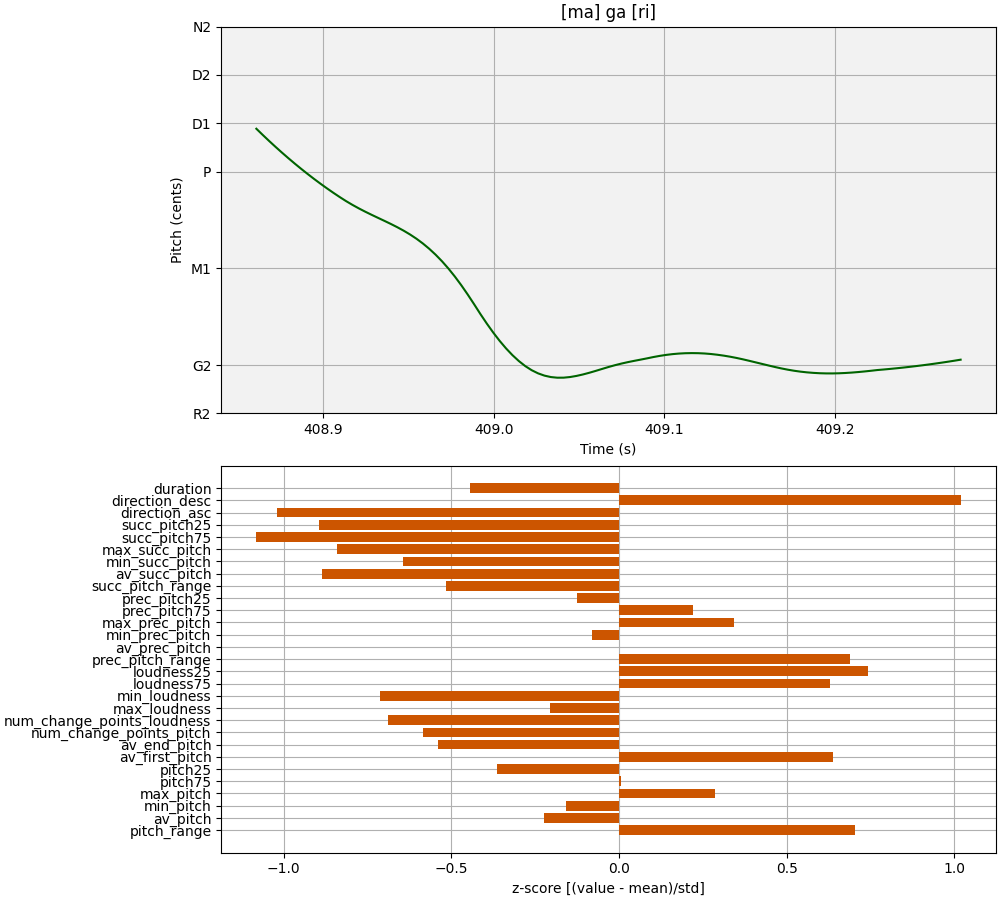 [ma] ga [ri]
N2
D2
D1
P
M1
G2
R2
Pitch (cents)
408.9
409.0
409.1
409.2
Time (s)
duration
direction_desc
direction_asc
succ_pitch25
succ_pitch75
max_succ_pitch
min_succ_pitch
av_succ_pitch
succ_pitch_range
prec_pitch25
prec_pitch75
max_prec_pitch
min_prec_pitch
av_prec_pitch
prec_pitch_range
loudness25
loudness75
min_loudness
max_loudness
num_change_points_loudness
num_change_points_pitch
av_end_pitch
av_first_pitch
pitch25
pitch75
max_pitch
min_pitch
av_pitch
pitch_range
−1.0
−0.5
0.0
0.5
1.0
z-score [(value - mean)/std]